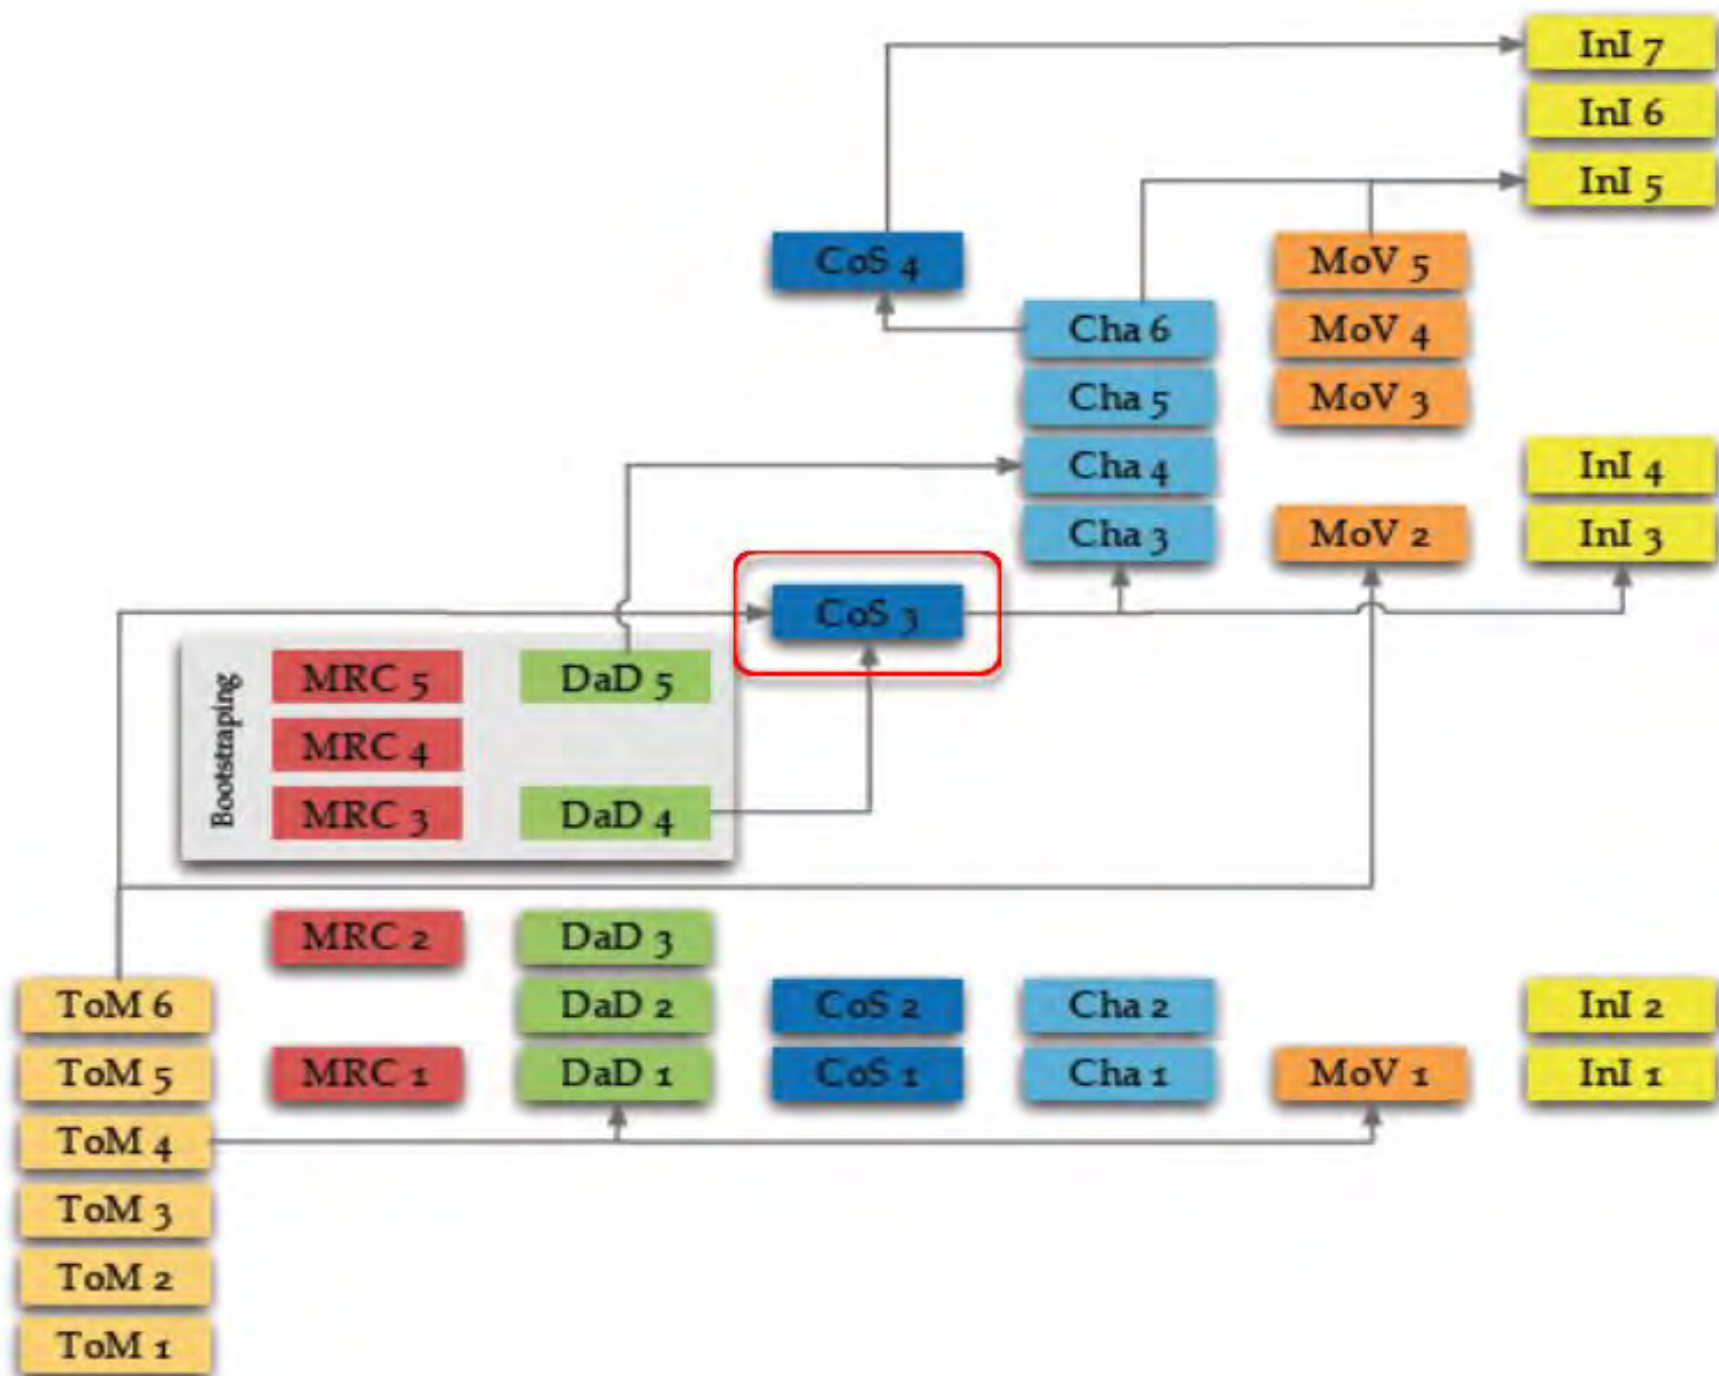 InI 7
InI 6
InI 5
CoS 4
MoV 5
Cha 6
MoV 4
Cha 5
MoV 3
Cha 4
InI 4
Cha 3
MoV 2
InI 3
CoS 3
Bootstraping
MRC 5
DaD 5
MRC 4
MRC 3
DaD 4
MRC 2
DaD 3
ToM 6
DaD 2
CoS 2
Cha 2
InI 2
ToM 5
MRC 1
DaD 1
CoS 1
Cha 1
MoV 1
InI 1
ToM 4
ToM 3
ToM 2
ToM 1